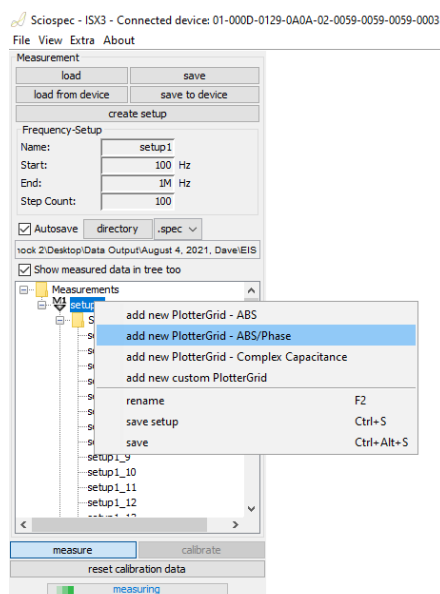 Sciospec - ISX3 - Connected device: 01-000D-0129-0A0A-02-0059-0059-0059-0003
File View Extra About
Measurement
load save
load from device save to device
create setup
Frequency-Setup
Name: setup1
Start: 100 Hz
End: 1M Hz
Step Count: 100
Autosave directory .spec
ook 2\Desktop\Data Output\August 4, 2021, Dave\EIS
Show measured data in tree too
Measurements
M1 setup
S
add new PlotterGrid - ABS
add new PlotterGrid - ABS/Phase
add new PlotterGrid - Complex Capacitance
add new custom PlotterGrid
rename F2
save setup Ctrl+S
save Ctrl+Alt+S
setup1_9
setup1_10
setup1_11
setup1_12
measure calibrate
reset calibration data
measuring